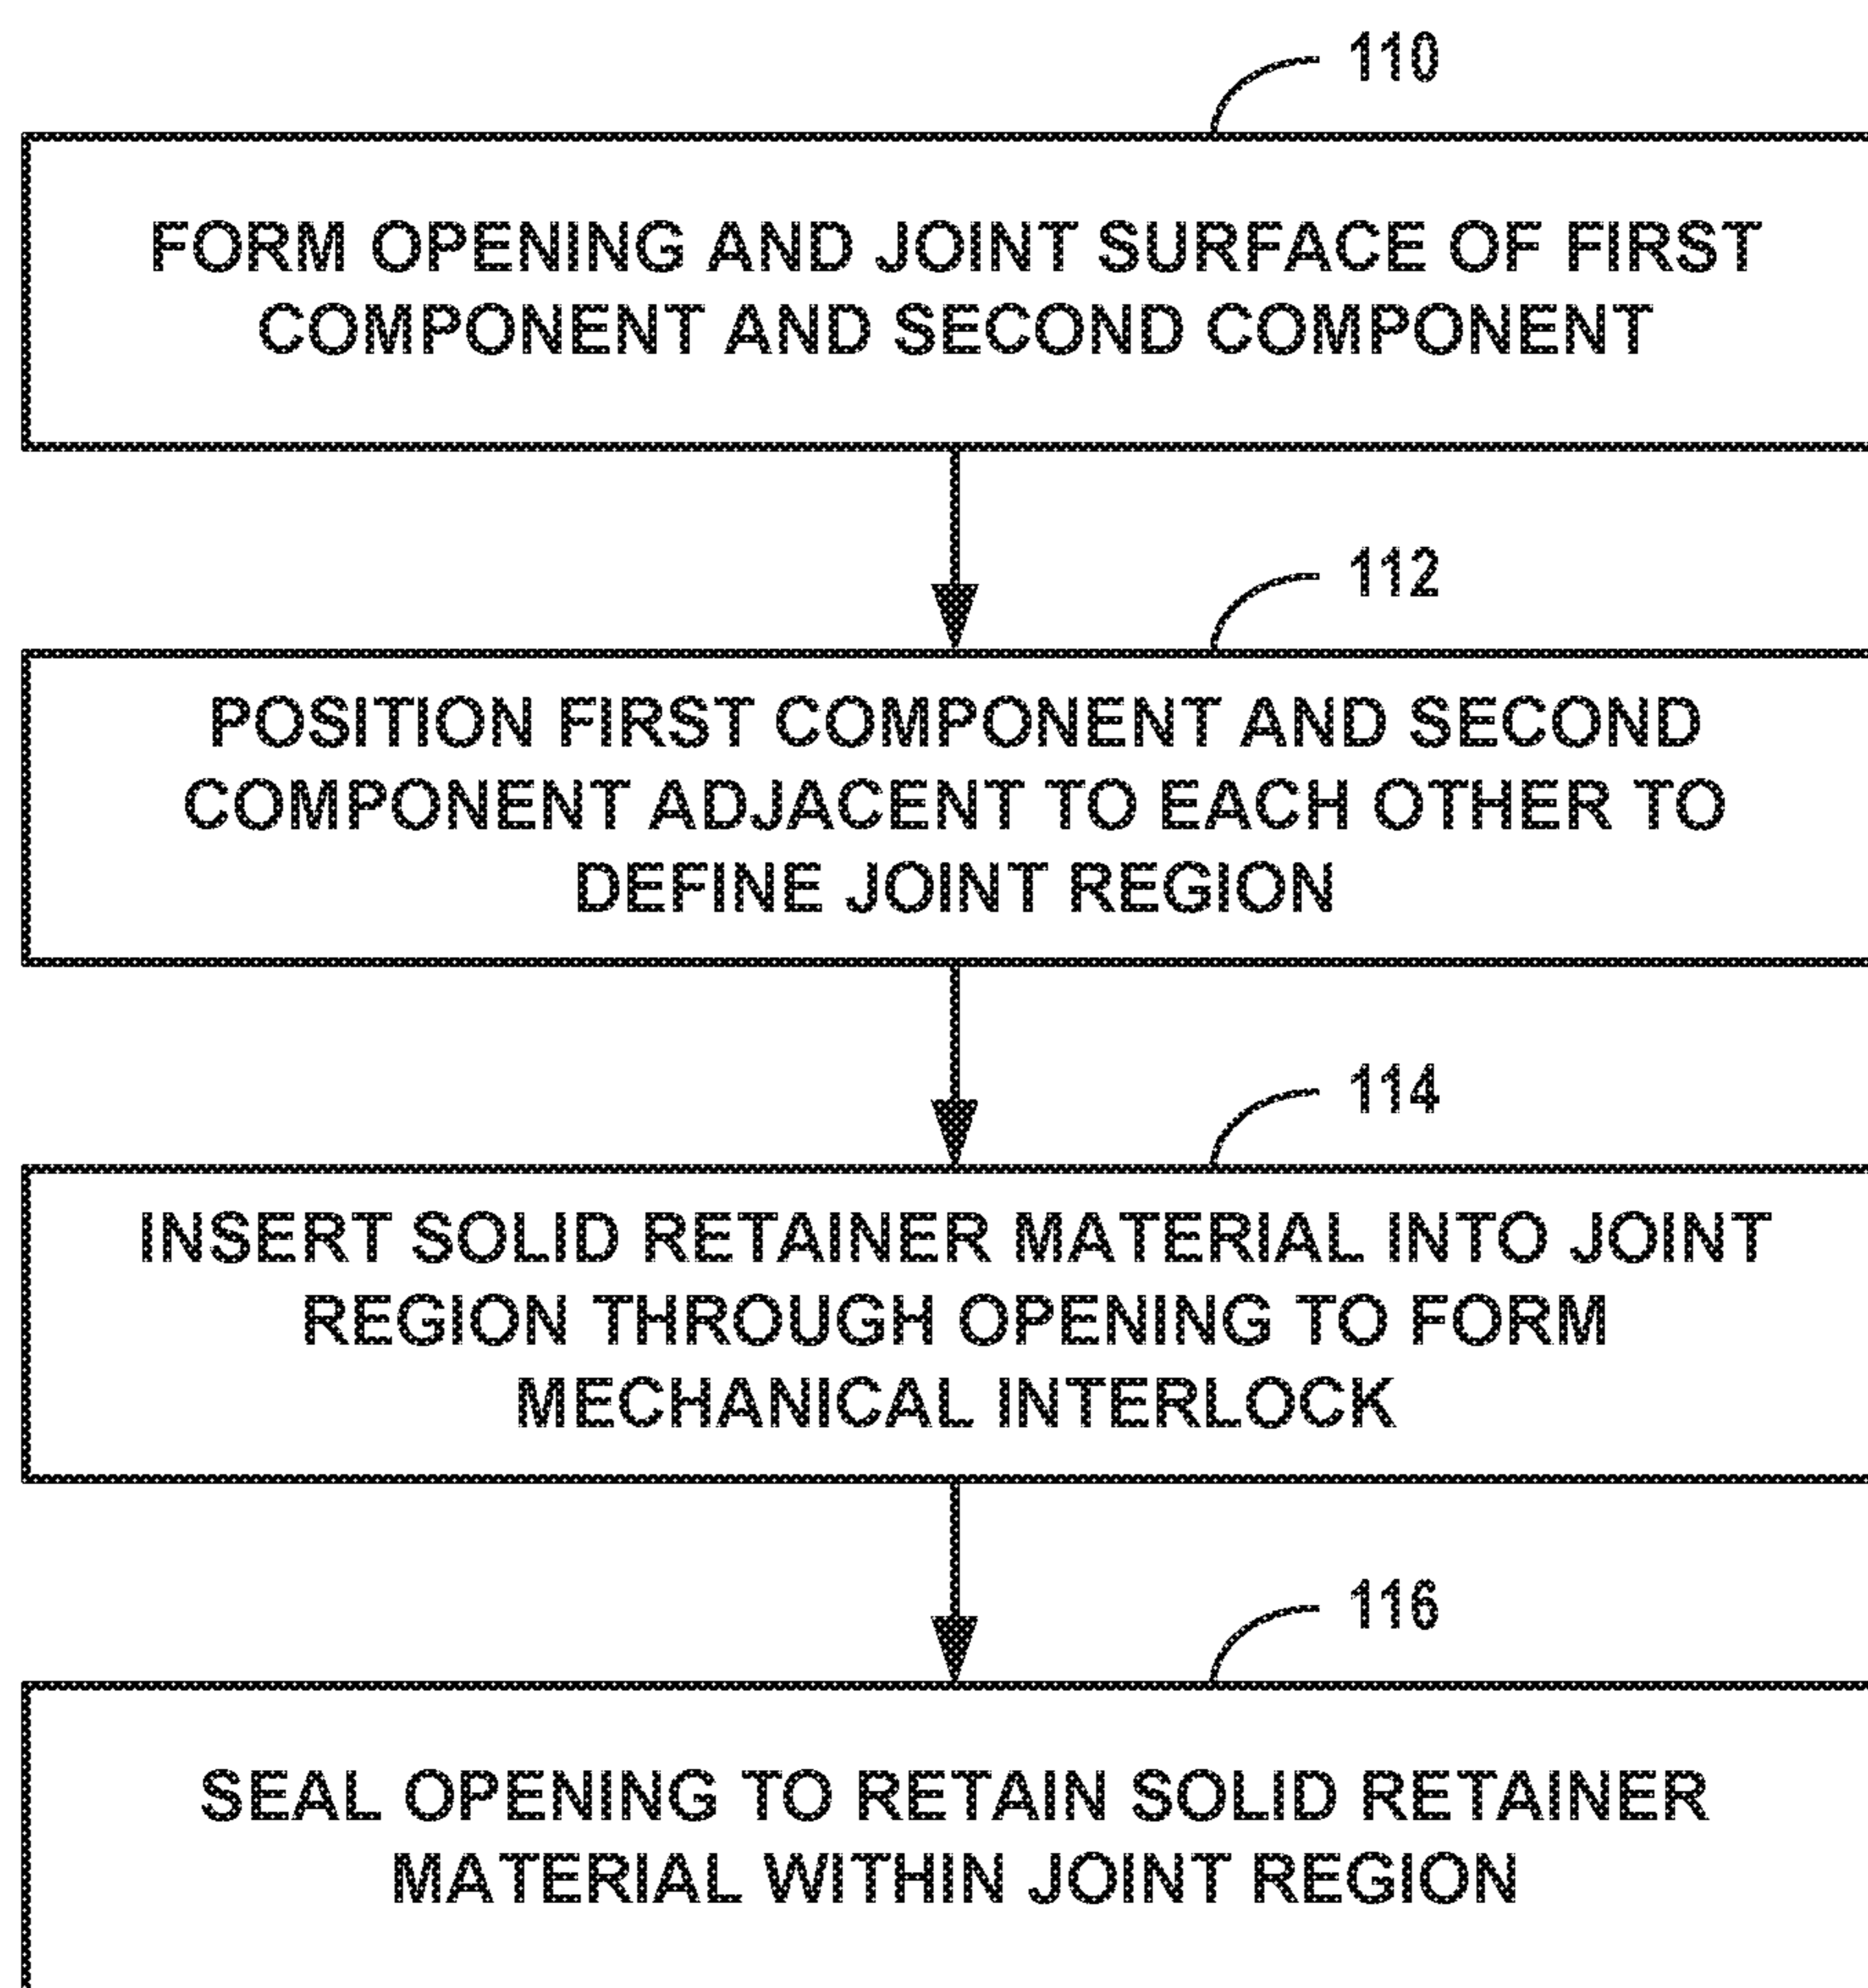 110
FORM OPENING AND JOINT SURFACE OF FIRST
COMPONENT AND SECOND COMPONENT
112
POSITION FIRST COMPONENT AND SECOND
COMPONENT ADJACENT TO EACH OTHER TO
DEFINE JOINT REGION
114
INSERT SOLID RETAINER MATERIAL INTO JOINT
REGION THROUGH OPENING TO FORM
MECHANICAL INTERLOCK
116
SEAL OPENING TO RETAIN SOLID RETAINER
MATERIAL WITHIN JOINT REGION